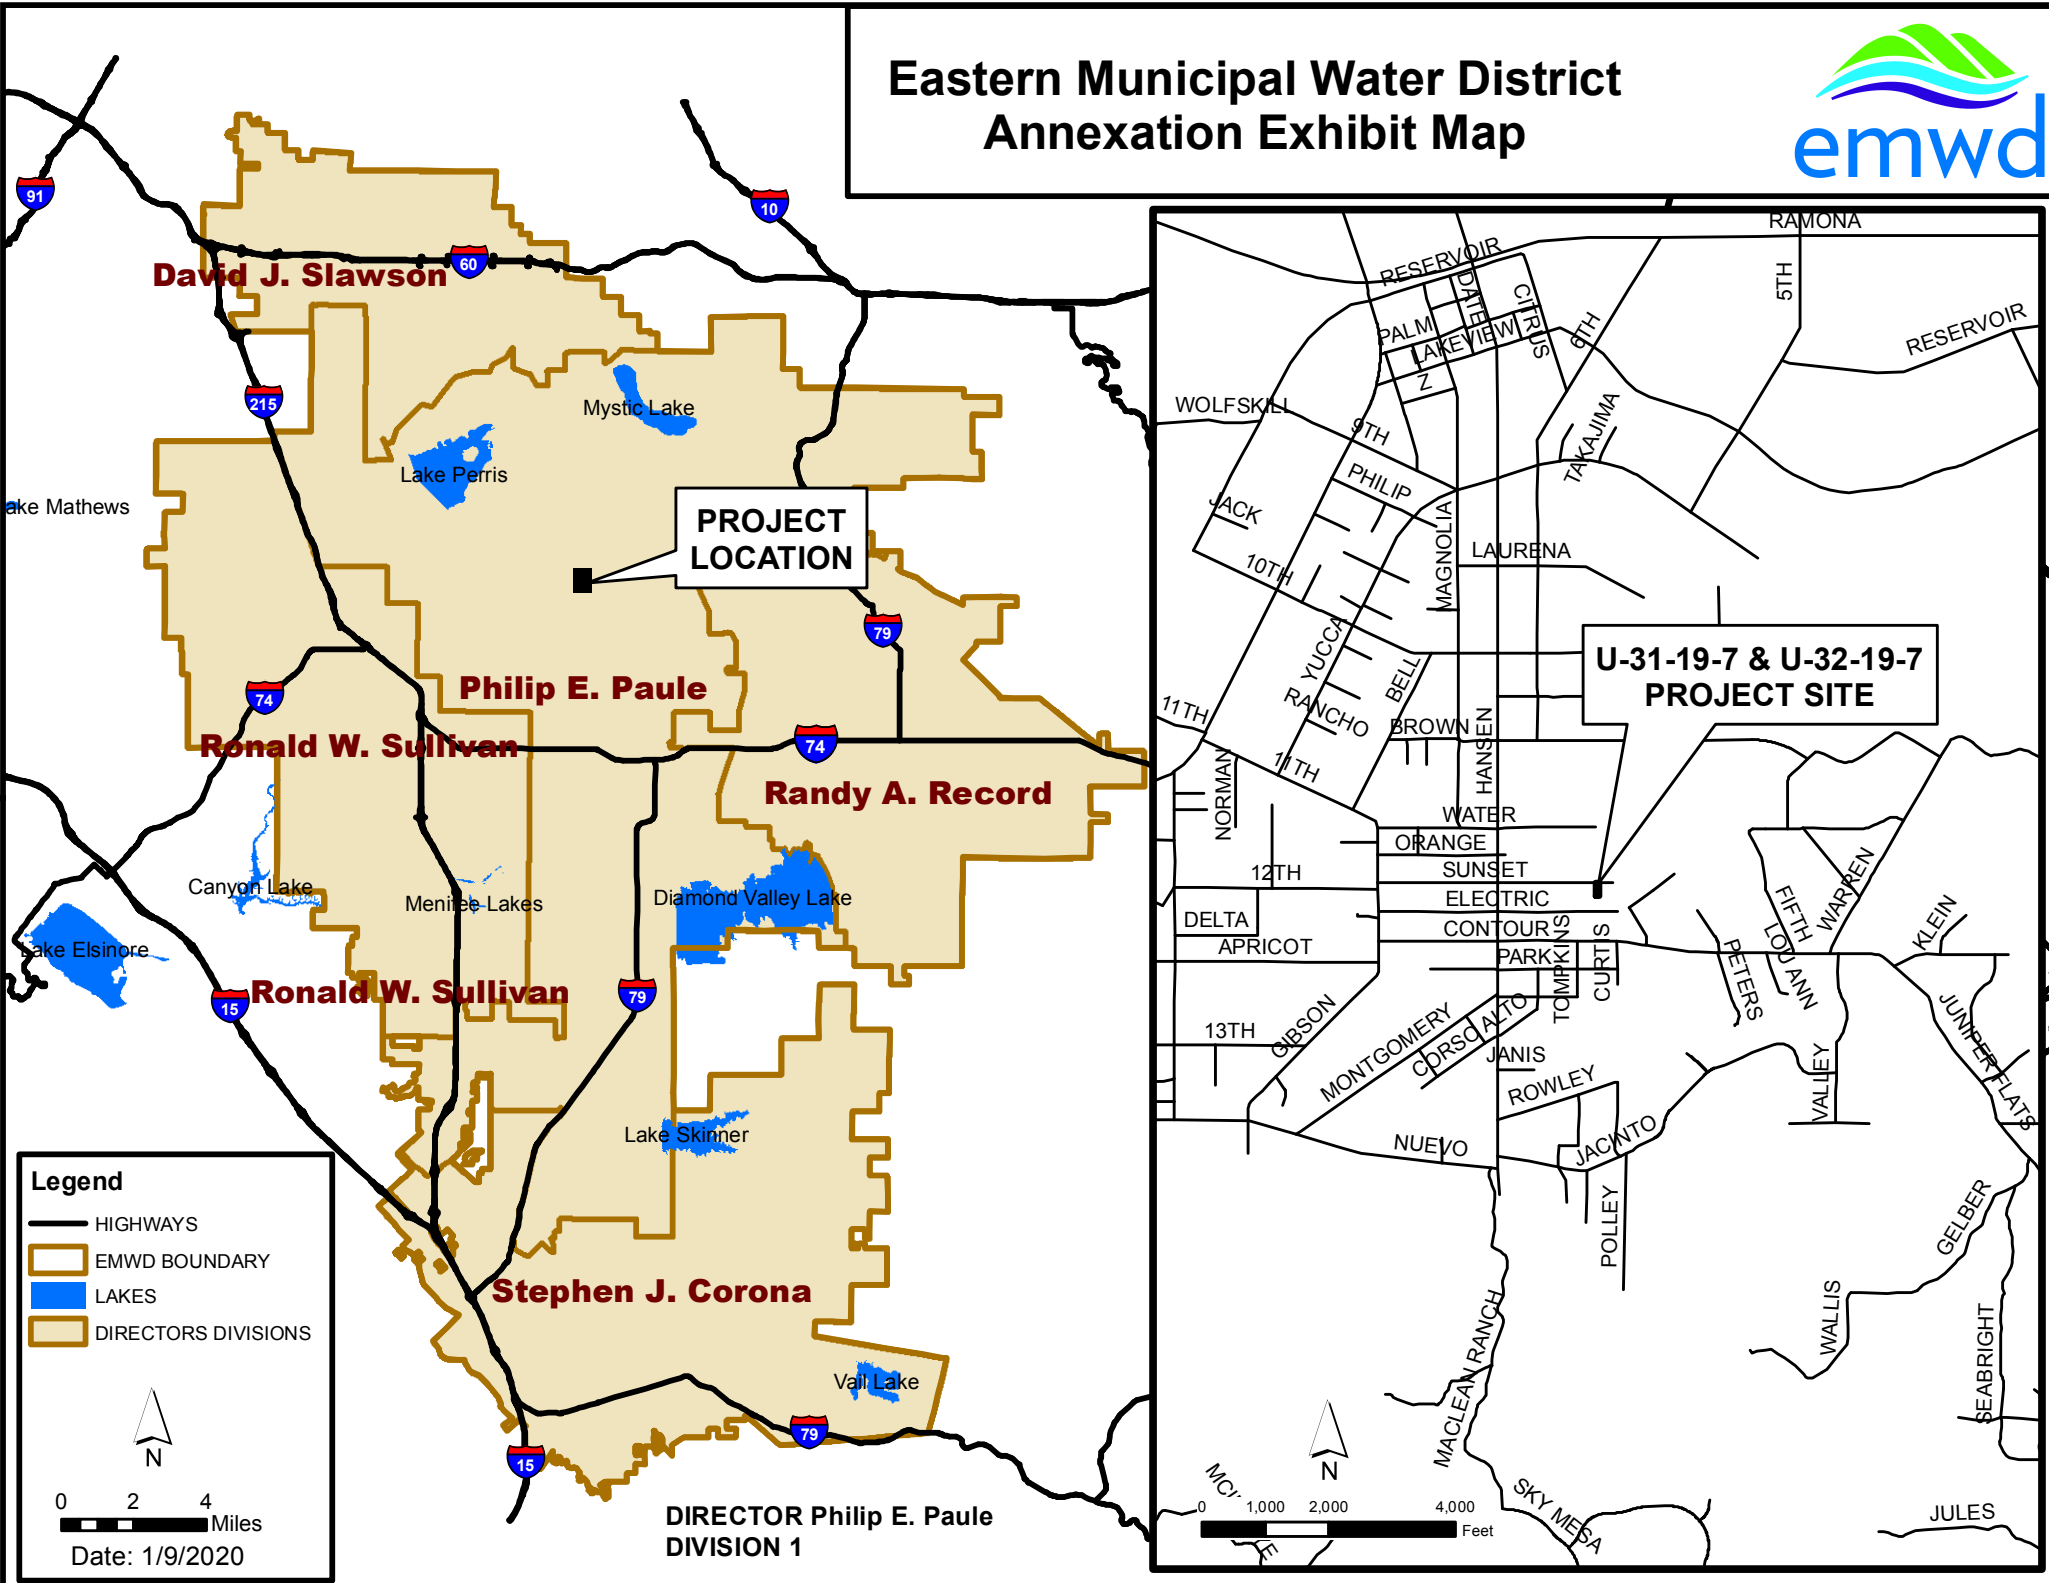 Eastern Municipal Water District
Annexation Exhibit Map
emwd
91
10
60
David J. Slawson
215
Mystic Lake
Lake Perris
ake Mathews
PROJECT
LOCATION
79
Philip E. Paule
74
Ronald W. Sullivan
74
Randy A. Record
Canyon Lake
Menifee Lakes
Diamond Valley Lake
Lake Elsinore
Ronald W. Sullivan
15
79
Lake Skinner
Stephen J. Corona
Vail Lake
79
15
DIRECTOR Philip E. Paule
DIVISION 1
Legend
HIGHWAYS
EMWD BOUNDARY
LAKES
DIRECTORS DIVISIONS
N
0 2 4
Miles
Date: 1/9/2020
RAMONA
RESERVOIR
DATE
CITRUS
5TH
6TH
PALM
LAKEVIEW
RESERVOIR
Z
WOLFSKILL
9TH
TAKAJIMA
PHILIP
JACK
MAGNOLIA
LAURENA
10TH
YUCCA
BELL
U-31-19-7 & U-32-19-7
PROJECT SITE
11TH
RANCHO
BROWN
HANSEN
11TH
NORMAN
WATER
ORANGE
SUNSET
12TH
ELECTRIC
FIFTH
WARREN
DELTA
CONTOUR
KLEIN
APRICOT
PARK
TOMPKINS
CURTIS
PETERS
LOU ANN
GIBSON
MONTGOMERY
CORSO ALTO
JUNIPER FLATS
13TH
JANIS
ROWLEY
VALLEY
NUEVO
JACINTO
POLLEY
GELBER
MACLEAN RANCH
WALLIS
SEABRIGHT
N
SKY MESA
JULES
0 1,000 2,000 4,000
Feet